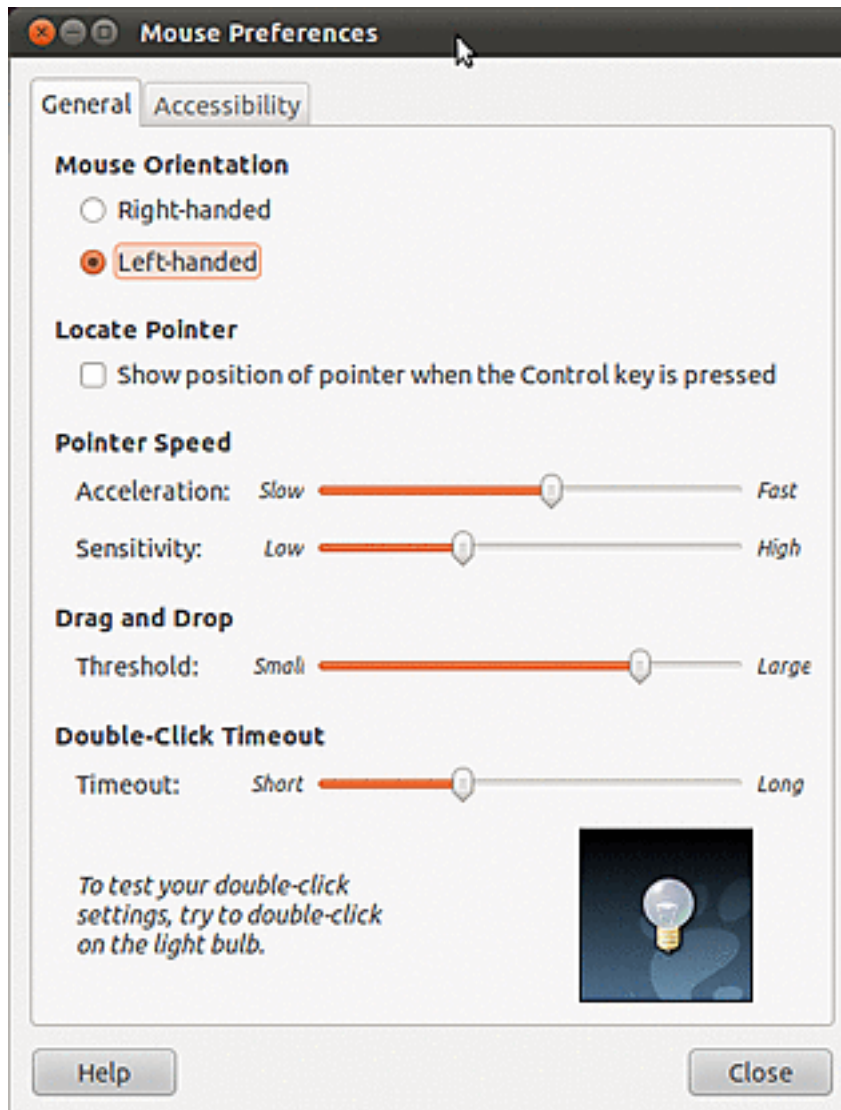 Mouse Preferences
General Accessibility
Mouse Orientation
Right-handed
Left-handed
Locate Pointer
Show position of pointer when the Control key is pressed
Pointer Speed
Acceleration: Slow Fast
Sensitivity: Low High
Drag and Drop
Threshold: Small Large
Double-Click Timeout
Timeout: Short Long
To test your double-click
settings, try to double-click
on the light bulb.
Help Close